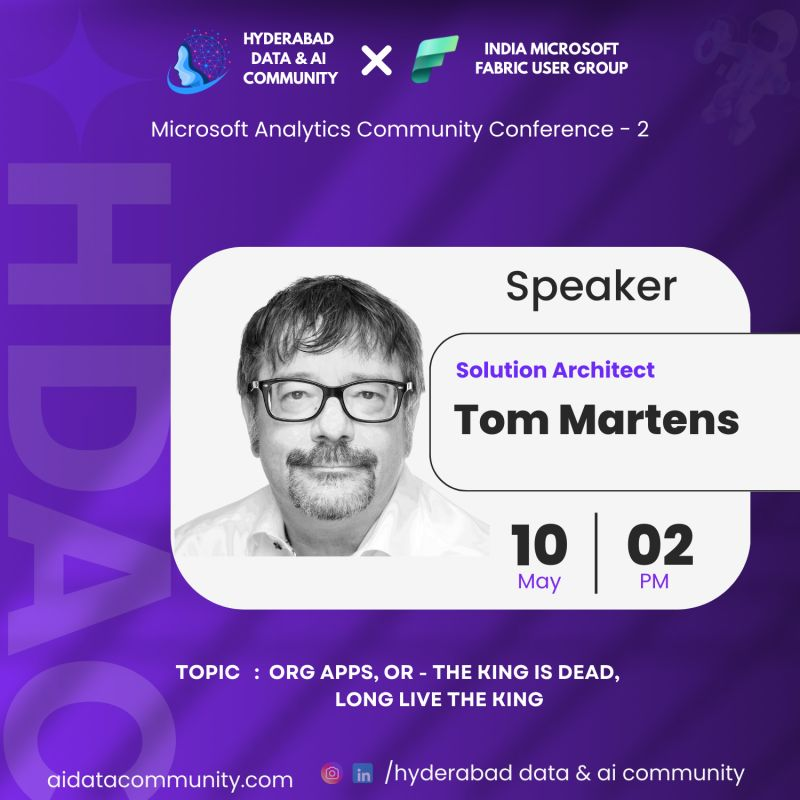 HYDERABAD
DATA & AI
COMMUNITY
INDIA MICROSOFT
FABRIC USER GROUP
Microsoft Analytics Community Conference - 2
HDAC
Speaker
Solution Architect
Tom Martens
10
May
02
PM
TOPIC : ORG APPS, OR - THE KING IS DEAD,
LONG LIVE THE KING
aidatacommunity.com
/hyderabad data & ai community